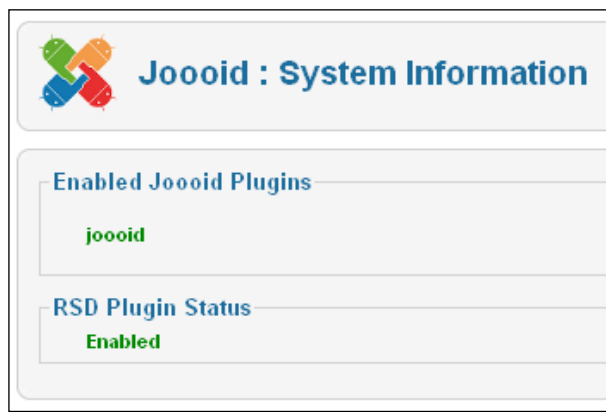 Joooid : System Information
Enabled Joooid Plugins
joooid
RSD Plugin Status
Enabled